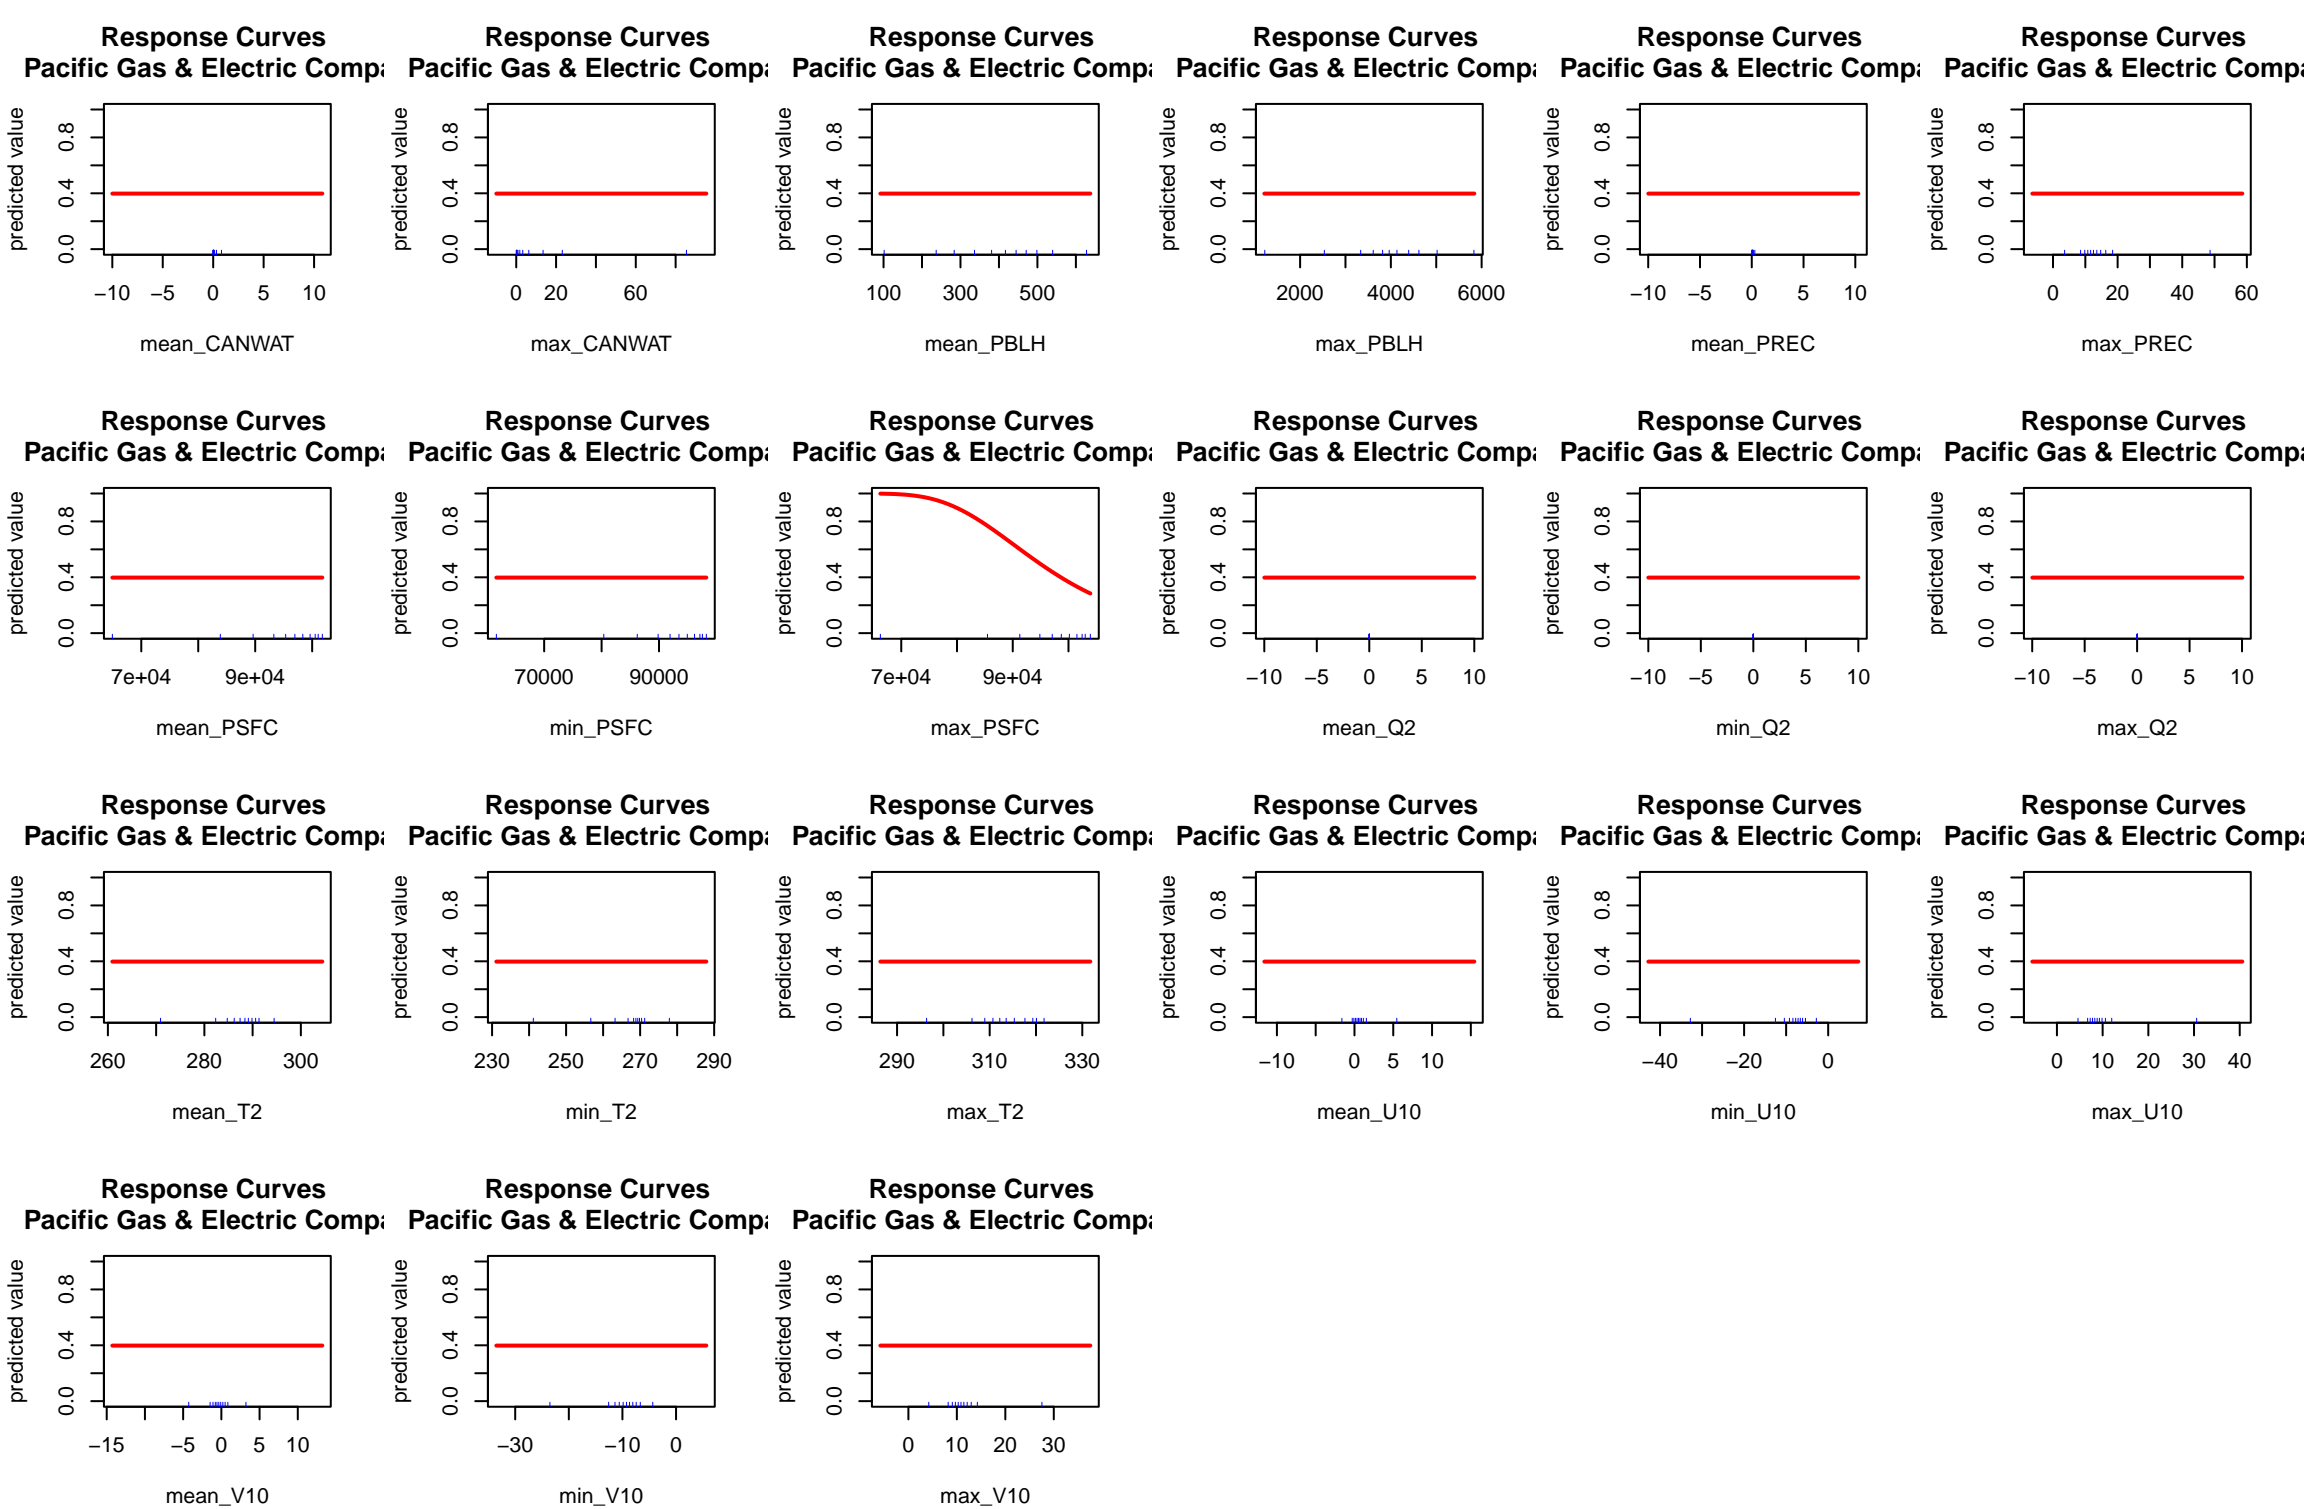 Response Curves
Pacific Gas & Electric Compa
predicted value
0.0 0.4 0.8
−10 −5 0 5 10
mean_CANWAT
Response Curves
Pacific Gas & Electric Compa
predicted value
0.0 0.4 0.8
0 20 60
max_CANWAT
Response Curves
Pacific Gas & Electric Compa
predicted value
0.0 0.4 0.8
100 300 500
mean_PBLH
Response Curves
Pacific Gas & Electric Compa
predicted value
0.0 0.4 0.8
2000 4000 6000
max_PBLH
Response Curves
Pacific Gas & Electric Compa
predicted value
0.0 0.4 0.8
−10 −5 0 5 10
mean_PREC
Response Curves
Pacific Gas & Electric Compa
predicted value
0.0 0.4 0.8
0 20 40 60
max_PREC
Response Curves
Pacific Gas & Electric Compa
predicted value
0.0 0.4 0.8
7e+04 9e+04
mean_PSFC
Response Curves
Pacific Gas & Electric Compa
predicted value
0.0 0.4 0.8
70000 90000
min_PSFC
Response Curves
Pacific Gas & Electric Compa
predicted value
0.0 0.4 0.8
7e+04 9e+04
max_PSFC
Response Curves
Pacific Gas & Electric Compa
predicted value
0.0 0.4 0.8
−10 −5 0 5 10
mean_Q2
Response Curves
Pacific Gas & Electric Compa
predicted value
0.0 0.4 0.8
−10 −5 0 5 10
min_Q2
Response Curves
Pacific Gas & Electric Compa
predicted value
0.0 0.4 0.8
−10 −5 0 5 10
max_Q2
Response Curves
Pacific Gas & Electric Compa
predicted value
0.0 0.4 0.8
260 280 300
mean_T2
Response Curves
Pacific Gas & Electric Compa
predicted value
0.0 0.4 0.8
230 250 270 290
min_T2
Response Curves
Pacific Gas & Electric Compa
predicted value
0.0 0.4 0.8
290 310 330
max_T2
Response Curves
Pacific Gas & Electric Compa
predicted value
0.0 0.4 0.8
−10 0 5 10
mean_U10
Response Curves
Pacific Gas & Electric Compa
predicted value
0.0 0.4 0.8
−40 −20 0
min_U10
Response Curves
Pacific Gas & Electric Compa
predicted value
0.0 0.4 0.8
0 10 20 30 40
max_U10
Response Curves
Pacific Gas & Electric Compa
predicted value
0.0 0.4 0.8
−15 −5 0 5 10
mean_V10
Response Curves
Pacific Gas & Electric Compa
predicted value
0.0 0.4 0.8
−30 −10 0
min_V10
Response Curves
Pacific Gas & Electric Compa
predicted value
0.0 0.4 0.8
0 10 20 30
max_V10